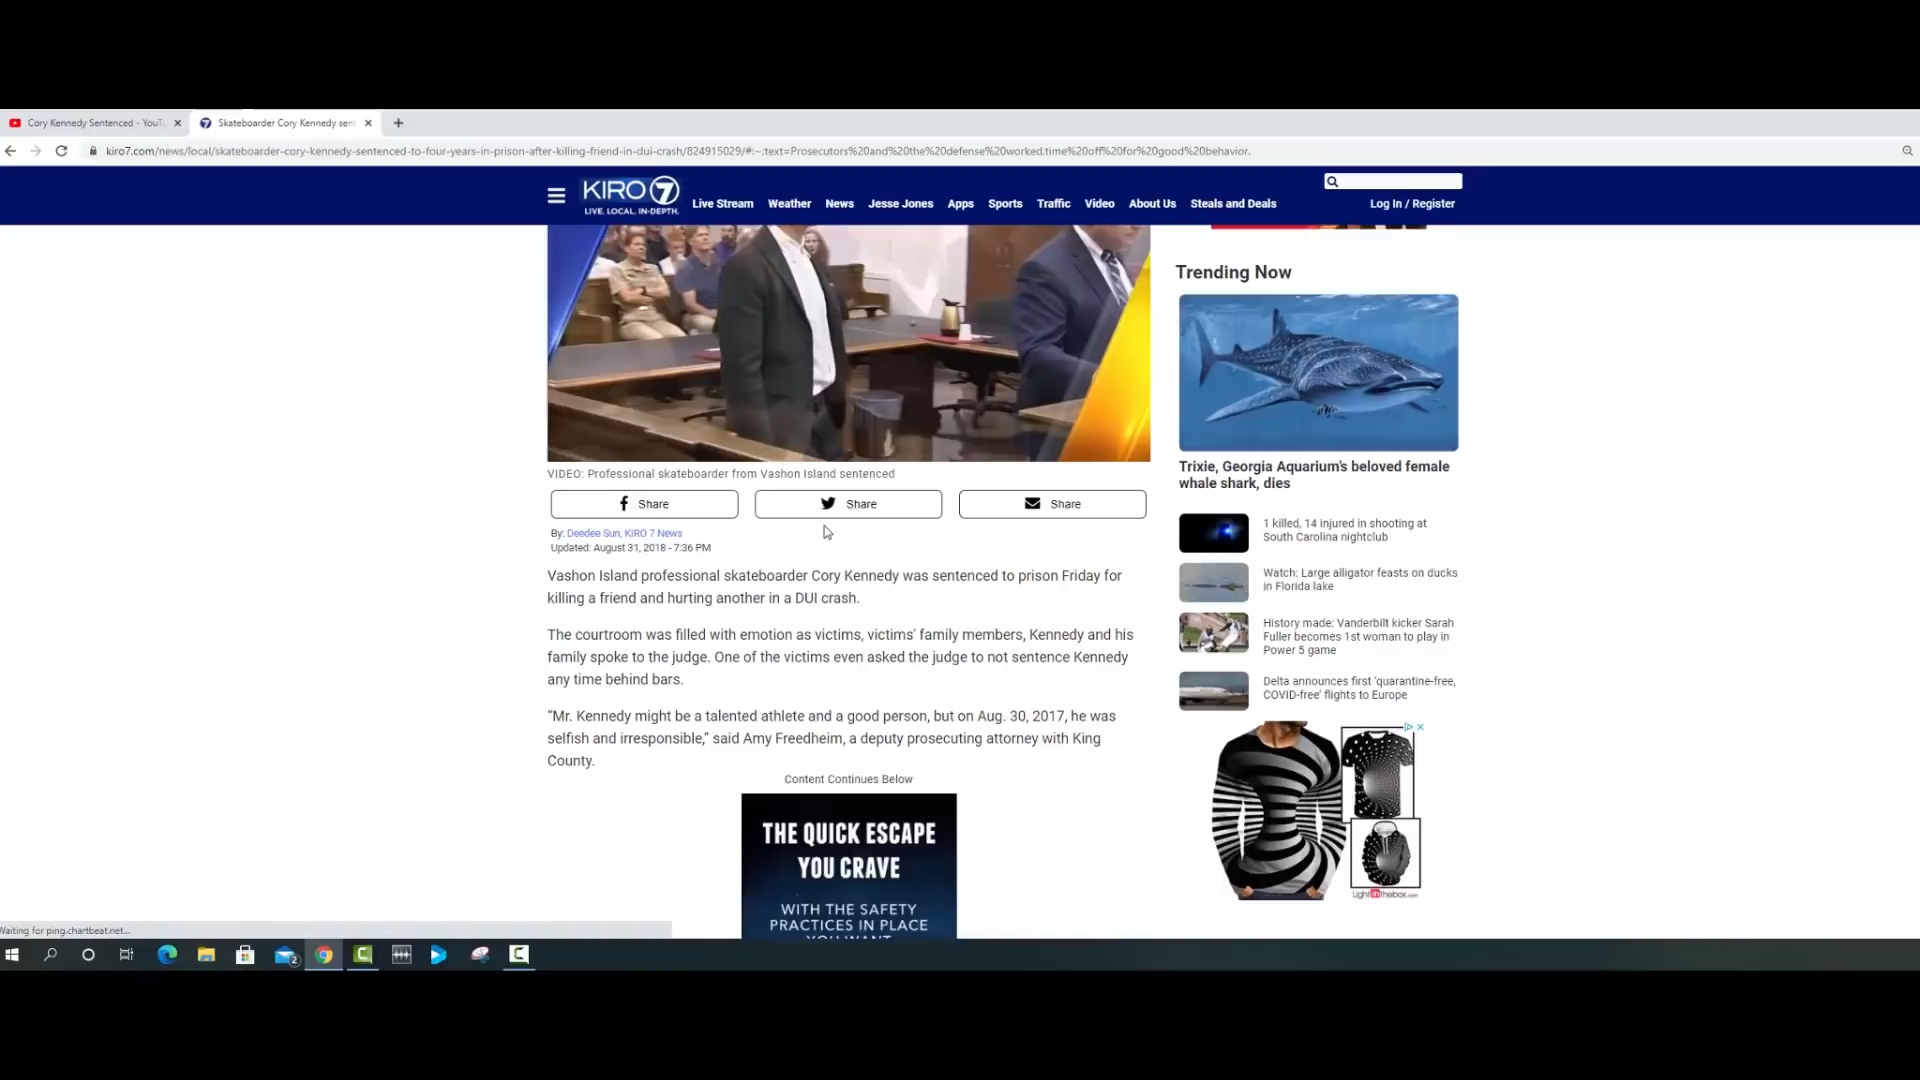 Cory Kennedy Sentenced - YouTu
Skateboarder Cory Kennedy sent
kiro7.com/news/local/skateboarder-cory-kennedy-sentenced-to-four-years-in-prison-after-killing-friend-in-dui-crash/824915029/#:~:text=Prosecutors%20and%20the%20defense%20worked,time%20off%20for%20good%20behavior.
KIRO 7
LIVE. LOCAL. IN-DEPTH.
Live Stream Weather News Jesse Jones Apps Sports Traffic Video About Us Steals and Deals
Log In / Register
VIDEO: Professional skateboarder from Vashon Island sentenced
Share Share Share
By: Deedee Sun, KIRO 7 News
Updated: August 31, 2018 - 7:36 PM
Vashon Island professional skateboarder Cory Kennedy was sentenced to prison Friday for
killing a friend and hurting another in a DUI crash.
The courtroom was filled with emotion as victims, victims' family members, Kennedy and his
family spoke to the judge. One of the victims even asked the judge to not sentence Kennedy
any time behind bars.
“Mr. Kennedy might be a talented athlete and a good person, but on Aug. 30, 2017, he was
selfish and irresponsible,” said Amy Freedheim, a deputy prosecuting attorney with King
County.
Content Continues Below
THE QUICK ESCAPE
YOU CRAVE
WITH THE SAFETY
PRACTICES IN PLACE
YOU WANT
Trending Now
Trixie, Georgia Aquarium's beloved female
whale shark, dies
1 killed, 14 injured in shooting at
South Carolina nightclub
Watch: Large alligator feasts on ducks
in Florida lake
History made: Vanderbilt kicker Sarah
Fuller becomes 1st woman to play in
Power 5 game
Delta announces first ‘quarantine-free,
COVID-free’ flights to Europe
LightInthebox.com
Waiting for ping.chartbeat.net...
2